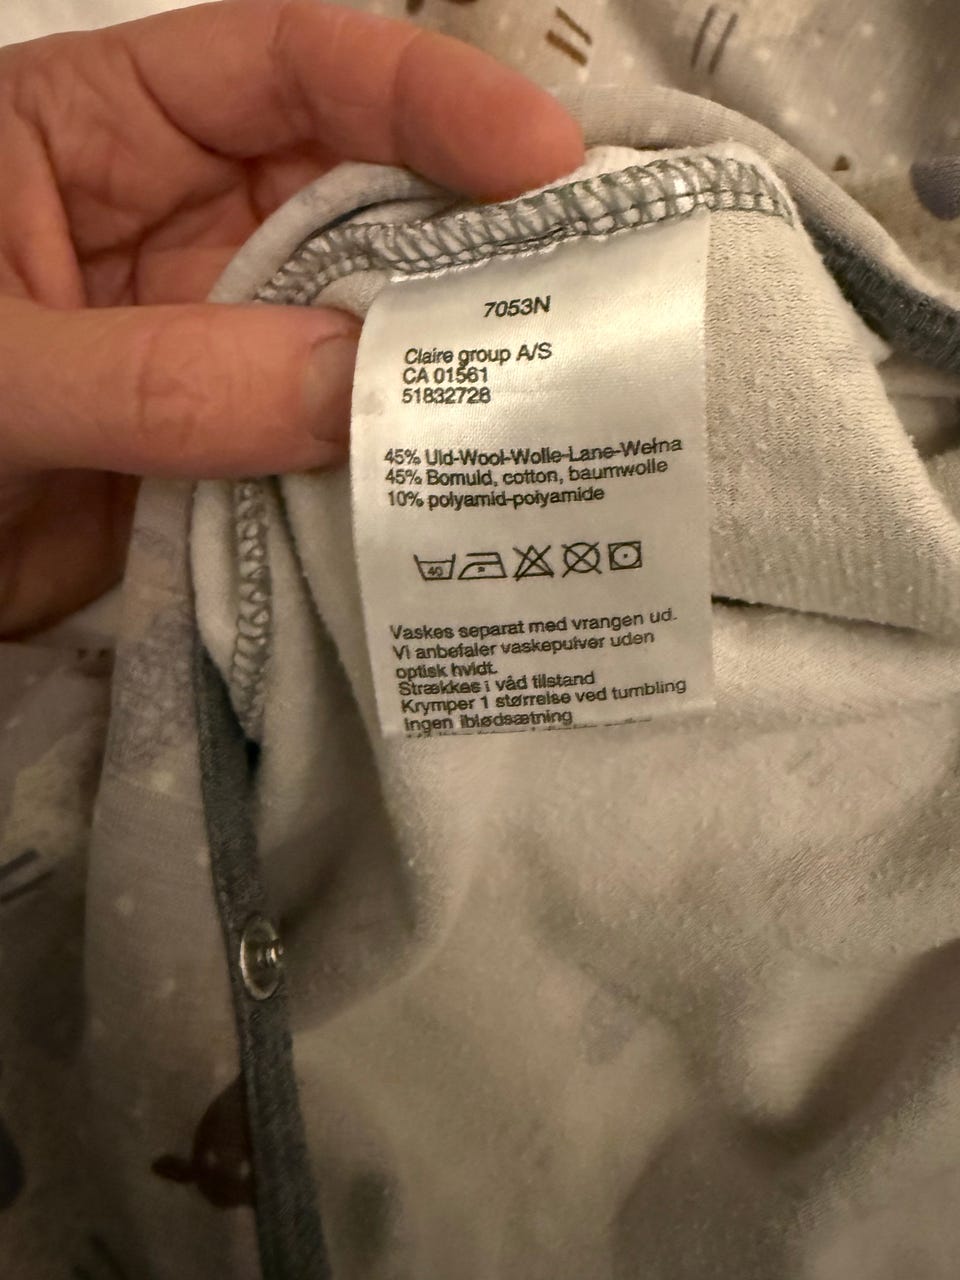 7053N
Claire group A/S
CA 01561
51832728
45% Uld-Wool-Wolle-Lane-Wełna
45% Bomuld, cotton, baumwolle
10% polyamid-polyamide
40
Vaskes separat med vrangen ud.
Vi anbefaler vaskepulver uden
optisk hvidt.
Strækkes i våd tilstand
Krymper 1 størrelse ved tumbling
Ingen iblødsætning